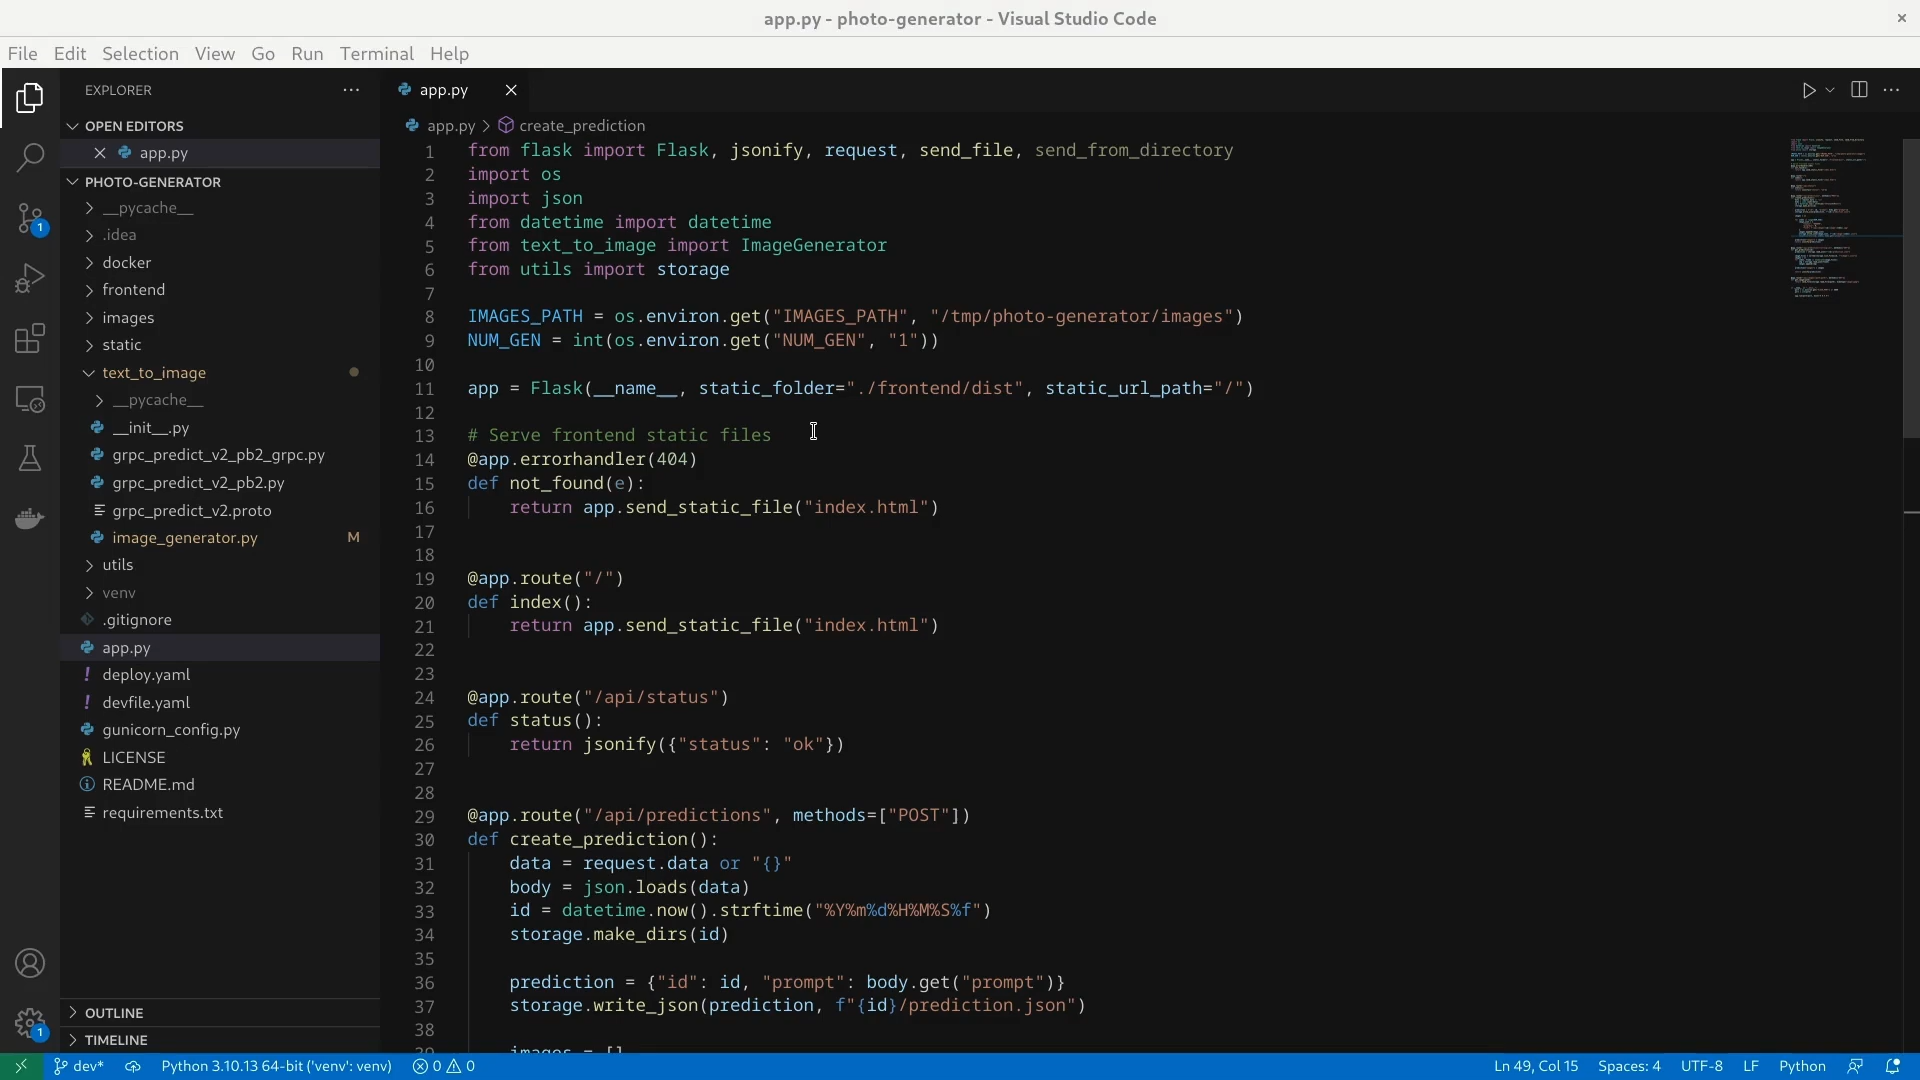 app.py - photo-generator - Visual Studio Code
File Edit Selection View Go Run Terminal Help
EXPLORER
OPEN EDITORS
app.py
PHOTO-GENERATOR
__pycache__
.idea
docker
frontend
images
static
text_to_image
__pycache__
__init__.py
grpc_predict_v2_pb2_grpc.py
grpc_predict_v2_pb2.py
grpc_predict_v2.proto
image_generator.py M
utils
venv
.gitignore
app.py
deploy.yaml
devfile.yaml
gunicorn_config.py
LICENSE
README.md
requirements.txt
OUTLINE
TIMELINE
1
1
app.py
app.py > create_prediction
1 from flask import Flask, jsonify, request, send_file, send_from_directory
2 import os
3 import json
4 from datetime import datetime
5 from text_to_image import ImageGenerator
6 from utils import storage
7
8 IMAGES_PATH = os.environ.get("IMAGES_PATH", "/tmp/photo-generator/images")
9 NUM_GEN = int(os.environ.get("NUM_GEN", "1"))
10
11 app = Flask(__name__, static_folder="./frontend/dist", static_url_path="/")
12
13 # Serve frontend static files
14 @app.errorhandler(404)
15 def not_found(e):
16 return app.send_static_file("index.html")
17
18
19 @app.route("/")
20 def index():
21 return app.send_static_file("index.html")
22
23
24 @app.route("/api/status")
25 def status():
26 return jsonify({"status": "ok"})
27
28
29 @app.route("/api/predictions", methods=["POST"])
30 def create_prediction():
31 data = request.data or "{}"
32 body = json.loads(data)
33 id = datetime.now().strftime("%Y%m%d%H%M%S%f")
34 storage.make_dirs(id)
35
36 prediction = {"id": id, "prompt": body.get("prompt")}
37 storage.write_json(prediction, f"{id}/prediction.json")
38
39 images = []
dev* Python 3.10.13 64-bit ('venv': venv) 0 0 Ln 49, Col 15 Spaces: 4 UTF-8 LF Python